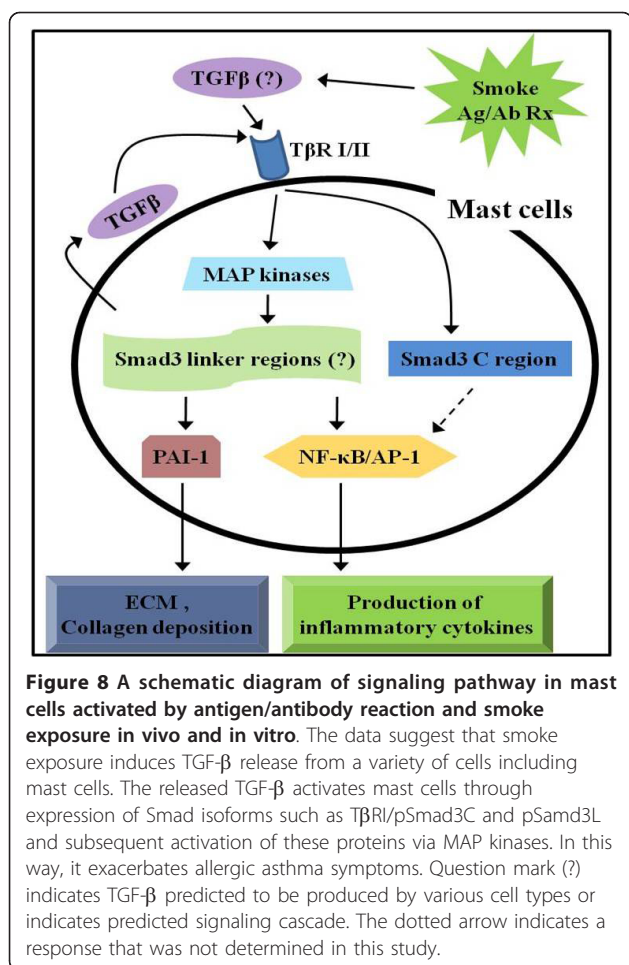 TGFβ (?)
Smoke
Ag/Ab Rx
TβR I/II
TGFβ
Mast cells
MAP kinases
Smad3 linker regions (?)
Smad3 C region
PAI-1
NF-κB/AP-1
ECM ,
Collagen deposition
Production of
inflammatory cytokines
Figure 8 A schematic diagram of signaling pathway in mast
cells activated by antigen/antibody reaction and smoke
exposure in vivo and in vitro. The data suggest that smoke
exposure induces TGF-β release from a variety of cells including
mast cells. The released TGF-β activates mast cells through
expression of Smad isoforms such as TβRI/pSmad3C and pSamd3L
and subsequent activation of these proteins via MAP kinases. In this
way, it exacerbates allergic asthma symptoms. Question mark (?)
indicates TGF-β predicted to be produced by various cell types or
indicates predicted signaling cascade. The dotted arrow indicates a
response that was not determined in this study.